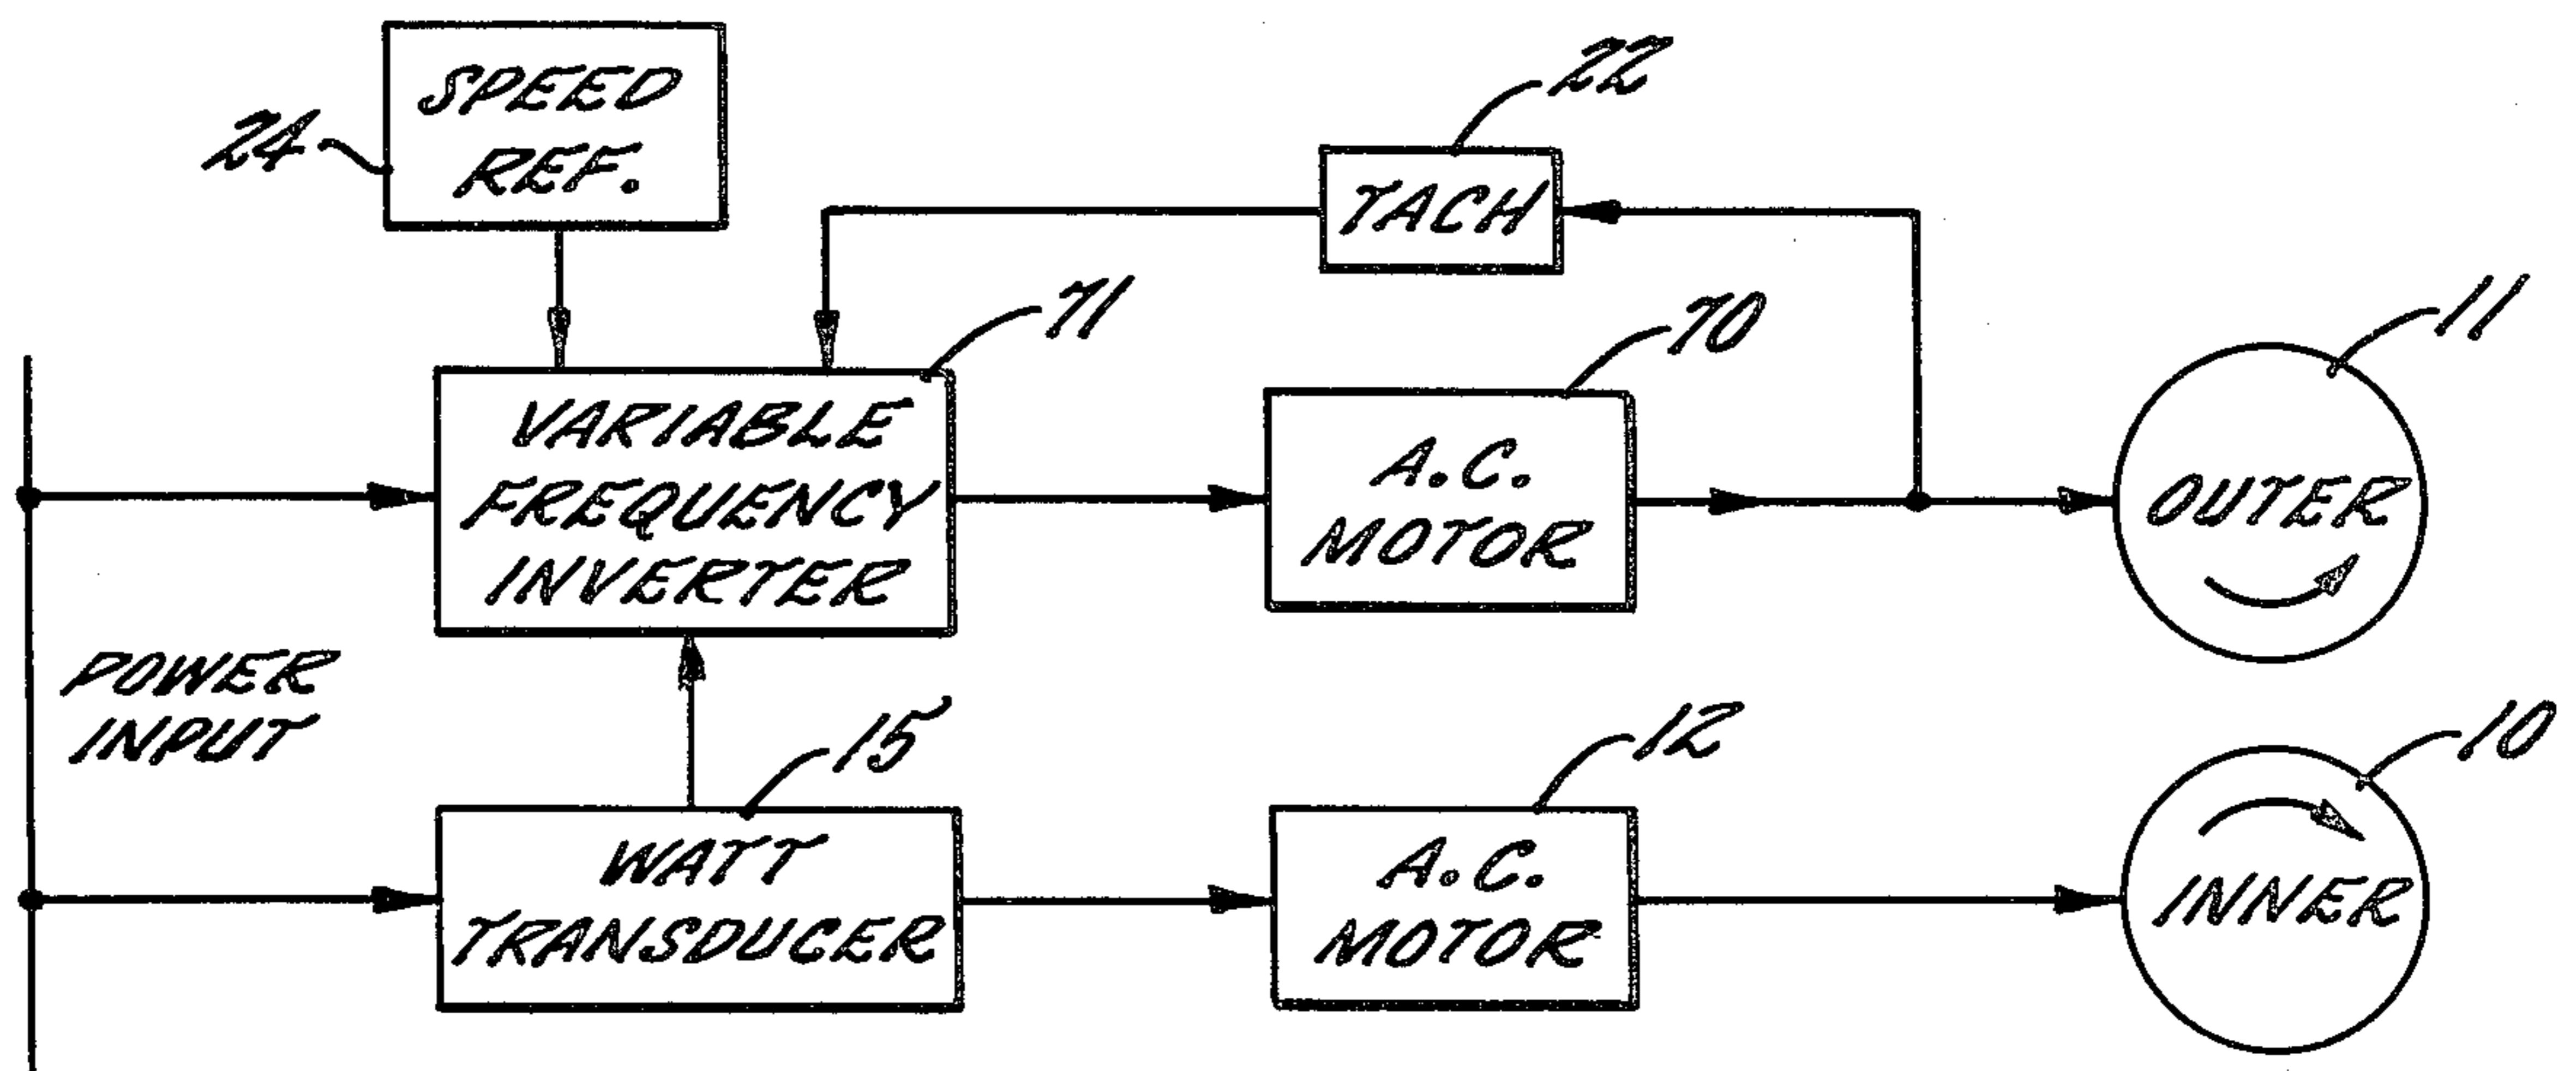 SPEED
REF.
24
22
TACH
71
VARIABLE
FREQUENCY
INVERTER
70
A.C.
MOTOR
11
OUTER
POWER
INPUT
15
WATT
TRANSDUCER
12
A.C.
MOTOR
10
INNER